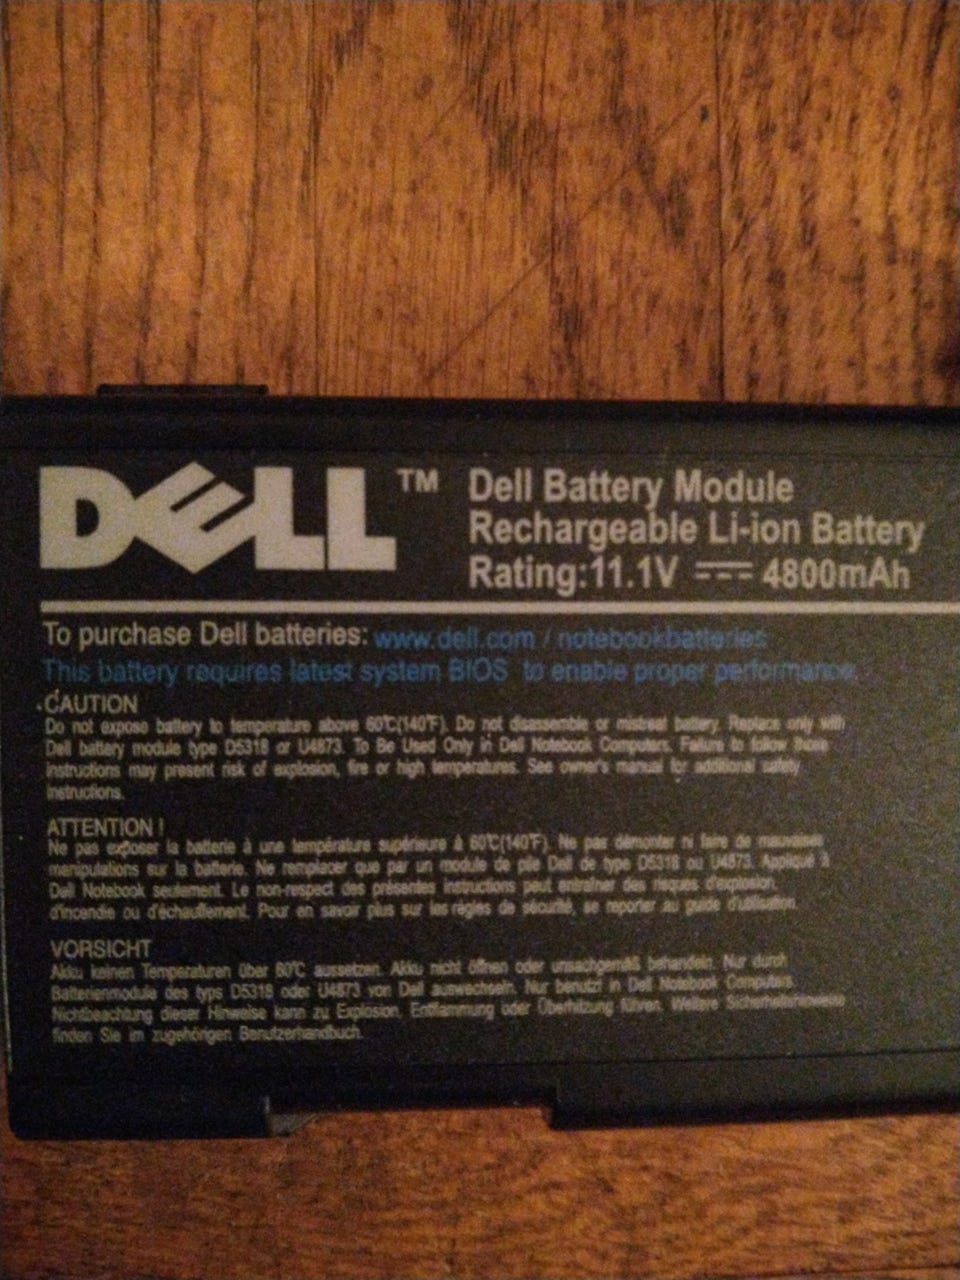 DELL™
Dell Battery Module
Rechargeable Li-ion Battery
Rating:11.1V ⎓ 4800mAh
To purchase Dell batteries: www.dell.com / notebookbatteries
This battery requires latest system BIOS to enable proper performance.
CAUTION
Do not expose battery to temperature above 60℃(140℉). Do not disassemble or mistreat battery. Replace only with
Dell battery module type D5318 or U4873. To Be Used Only in Dell Notebook Computers. Failure to follow these
instructions may present risk of explosion, fire or high temperatures. See owner's manual for additional safety
instructions.
ATTENTION !
Ne pas exposer la batterie à une température supérieure à 60℃(140℉). Ne pas démonter ni faire de mauvaises
manipulations sur la batterie. Ne remplacer que par un module de pile Dell de type D5318 ou U4873. Appliqué à
Dell Notebook seulement. Le non-respect des présentes instructions peut entraîner des risques d'explosion,
d'incendie ou d'échauffement. Pour en savoir plus sur les règles de sécurité, se reporter au guide d'utilisation.
VORSICHT
Akku keinen Temperaturen über 60℃ aussetzen. Akku nicht öffnen oder unsachgemäß behandeln. Nur durch
Batterienmodule des typs D5318 oder U4873 von Dell auswechseln. Nur benutzf in Dell Notebook Computers.
Nichtbeachtung dieser Hinweise kann zu Explosion, Entflammung oder Überhitzung führen. Weitere Sicherheitshinweise
finden Sie im zugehörigen Benutzerhandbuch.